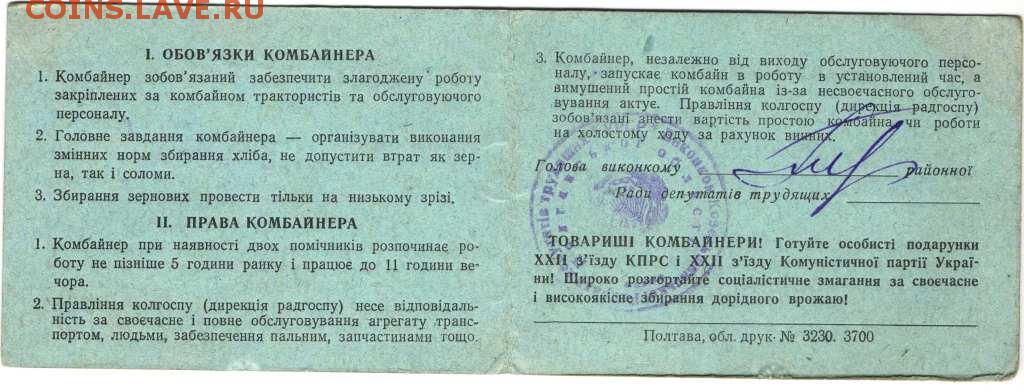 COINS.LAVE.RU
I. ОБОВ'ЯЗКИ КОМБАЙНЕРА
1. Комбайнер зобов'язаний забезпечити злагоджену роботу
закріплених за комбайном трактористів та обслуговуючого
персоналу.
2. Головне завдання комбайнера — організувати виконання
змінних норм збирання хліба, не допустити втрат як зер-
на, так і соломи.
3. Збирання зернових провести тільки на низькому зрізі.
II. ПРАВА КОМБАЙНЕРА
1. Комбайнер при наявності двох помічників розпочинає ро-
боту не пізніше 5 години ранку і працює до 11 години ве-
чора.
2. Правління колгоспу (дирекція радгоспу) несе відповідаль-
ність за своєчасне і повне обслуговування агрегату транс-
портом, людьми, забезпечення пальним, запчастинами тощо.
3. Комбайнер, незалежно від виходу обслуговуючого персо-
налу, запускає комбайн в роботу в установлений час, а
вимушений простій комбайна із-за несвоєчасного обслуго-
вування актує. Правління колгоспу (дирекція радгоспу)
зобов'язані знести вартість простою комбайна чи роботи
на холостому ходу за рахунок винних.
Голова виконкому районної
Ради депутатів трудящих
ТОВАРИШІ КОМБАЙНЕРИ! Готуйте особисті подарунки
XXII з'їзду КПРС і XXII з'їзду Комуністичної партії Украї-
ни! Широко розгортайте соціалістичне змагання за своєчасне
і високоякісне збирання дорідного врожаю!
Полтава, обл. друк. № 3230. 3700